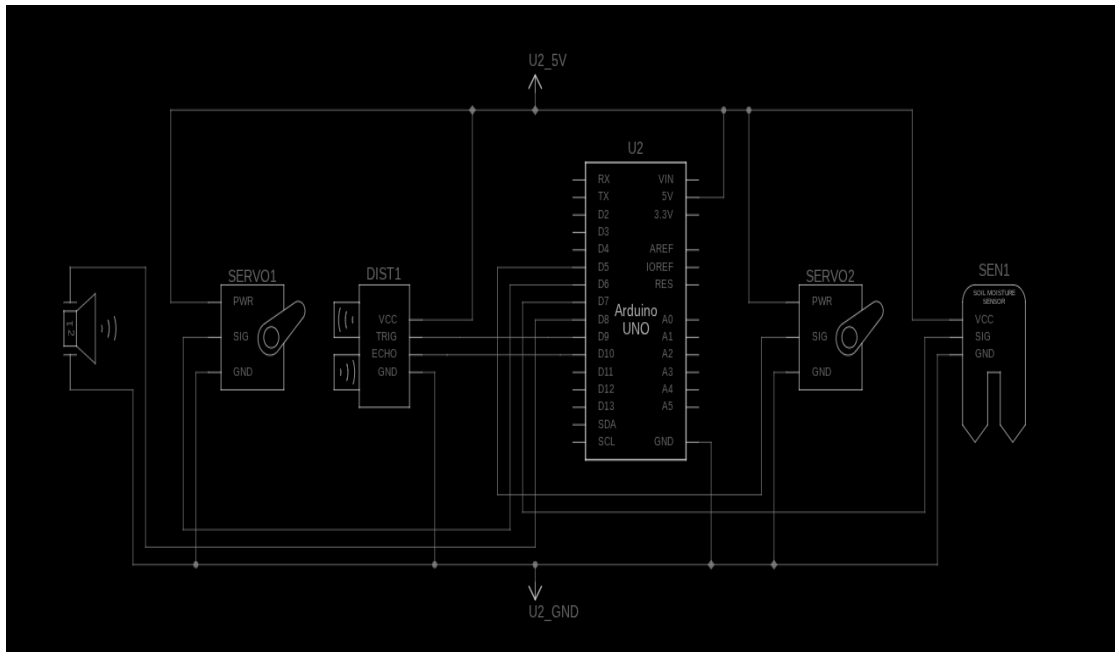 U2_5V
U2
RX
TX
D2
D3
D4
D5
D6
D7
D8
D9
D10
D11
D12
D13
SDA
SCL
VIN
5V
3.3V
AREF
IOREF
RES
A0
A1
A2
A3
A4
A5
GND
Arduino
UNO
SERVO1
PWR
SIG
GND
DIST1
VCC
TRIG
ECHO
GND
SERVO2
PWR
SIG
GND
SEN1
SOIL MOISTURE
SENSOR
VCC
SIG
GND
1
2
U2_GND